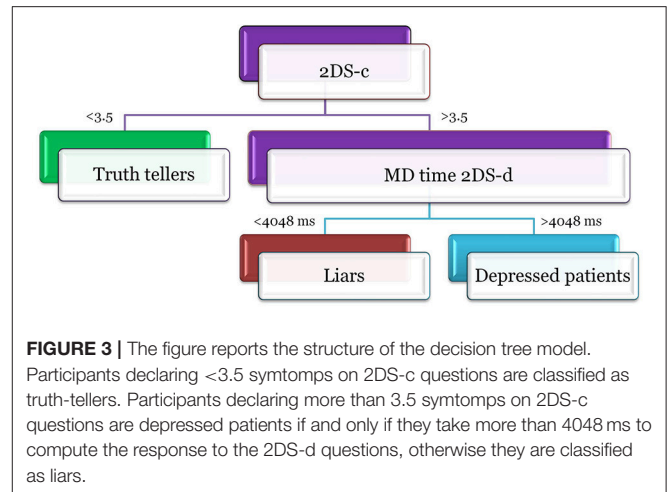 2DS-c
<3.5
>3.5
Truth tellers
MD time 2DS-d
<4048 ms
>4048 ms
Liars
Depressed patients
FIGURE 3 | The figure reports the structure of the decision tree model.
Participants declaring <3.5 symtomps on 2DS-c questions are classified as
truth-tellers. Participants declaring more than 3.5 symtomps on 2DS-c
questions are depressed patients if and only if they take more than 4048 ms to
compute the response to the 2DS-d questions, otherwise they are classified
as liars.